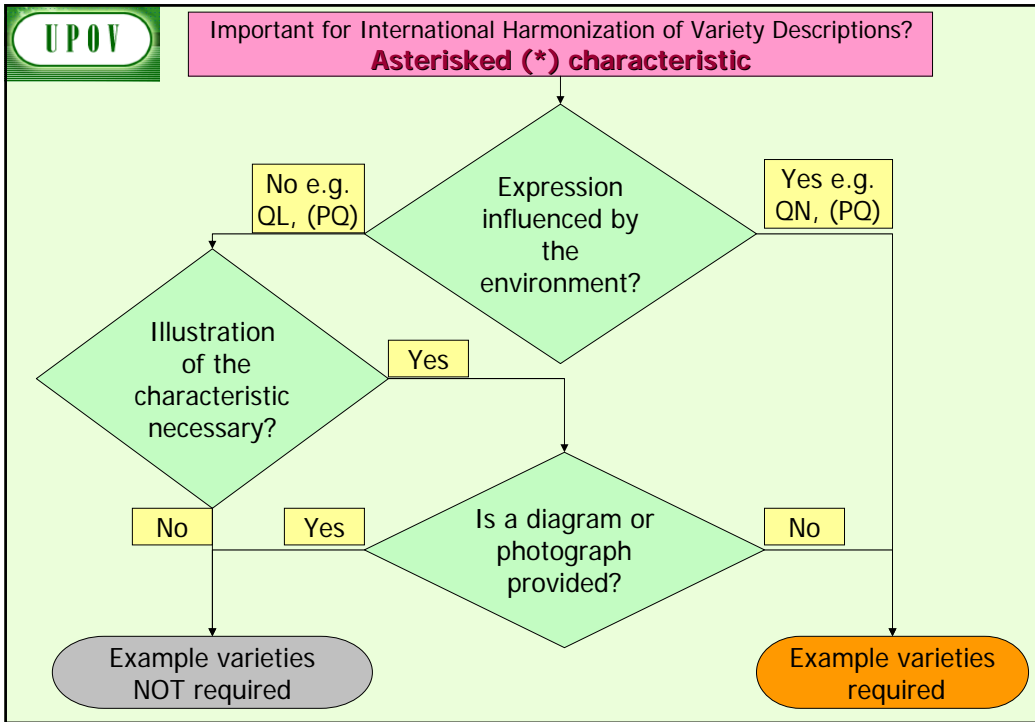 UPOV
Important for International Harmonization of Variety Descriptions?
Asterisked (*) characteristic
No e.g.
QL, (PQ)
Expression
influenced by
the
environment?
Yes e.g.
QN, (PQ)
Illustration
of the
characteristic
necessary?
Yes
No
Yes
Is a diagram or
photograph
provided?
No
Example varieties
NOT required
Example varieties
required